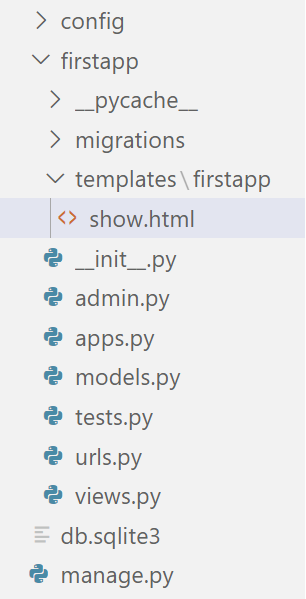 config
firstapp
__pycache__
migrations
templates\firstapp
show.html
__init__.py
admin.py
apps.py
models.py
tests.py
urls.py
views.py
db.sqlite3
manage.py